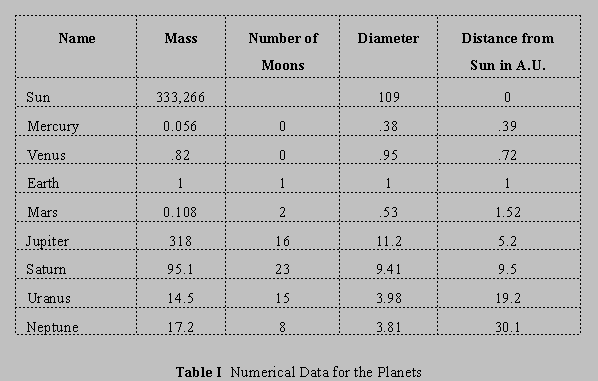 Name Mass Number of Moons Diameter Distance from Sun in A.U.
Sun 333,266 109 0
Mercury 0.056 0 .38 .39
Venus .82 0 .95 .72
Earth 1 1 1 1
Mars 0.108 2 .53 1.52
Jupiter 318 16 11.2 5.2
Saturn 95.1 23 9.41 9.5
Uranus 14.5 15 3.98 19.2
Neptune 17.2 8 3.81 30.1
Table I Numerical Data for the Planets